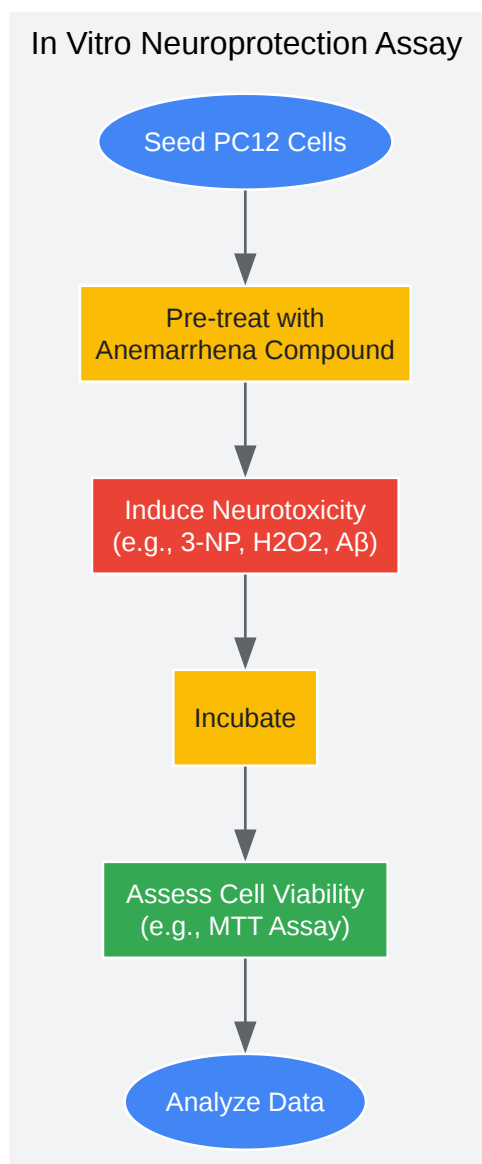 In Vitro Neuroprotection Assay
Seed PC12 Cells
Pre-treat with
Anemarrhena Compound
Induce Neurotoxicity
(e.g., 3-NP, H2O2, Aβ)
Incubate
Assess Cell Viability
(e.g., MTT Assay)
Analyze Data